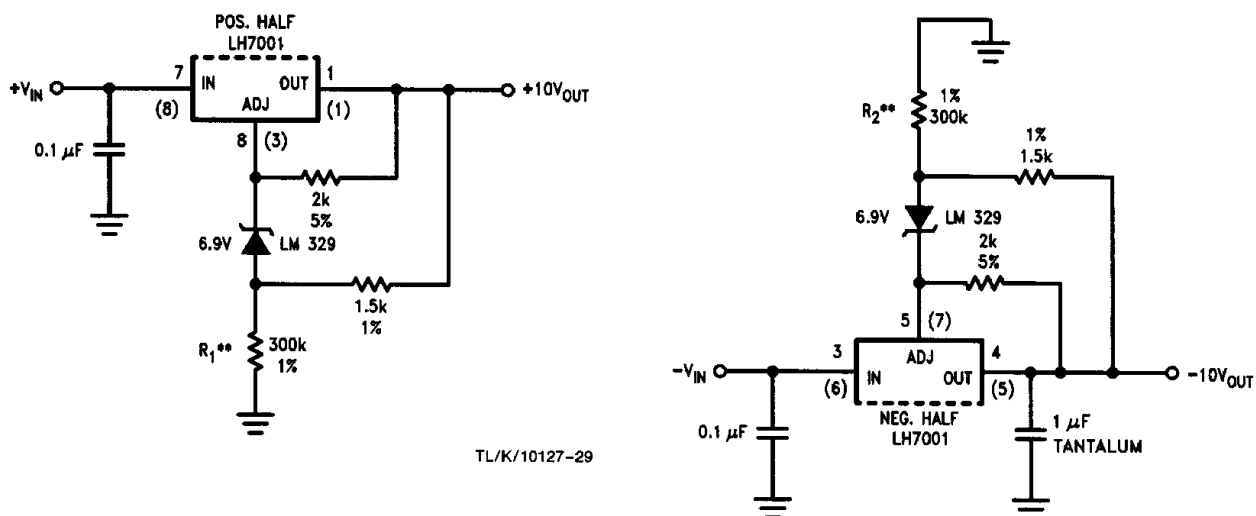 POS. HALF
LH7001
+V_IN
7
IN
OUT
1
+10V_OUT
(8)
ADJ
(1)
0.1 µF
8 (3)
2k
5%
6.9V
LM 329
1.5k
1%
R₁**
300k
1%
TL/K/10127-29
R₂**
1%
300k
1%
1.5k
6.9V
LM 329
2k
5%
5 (7)
-V_IN
3
ADJ
4
-10V_OUT
(6)
IN
OUT
(5)
0.1 µF
NEG. HALF
LH7001
1 µF
TANTALUM